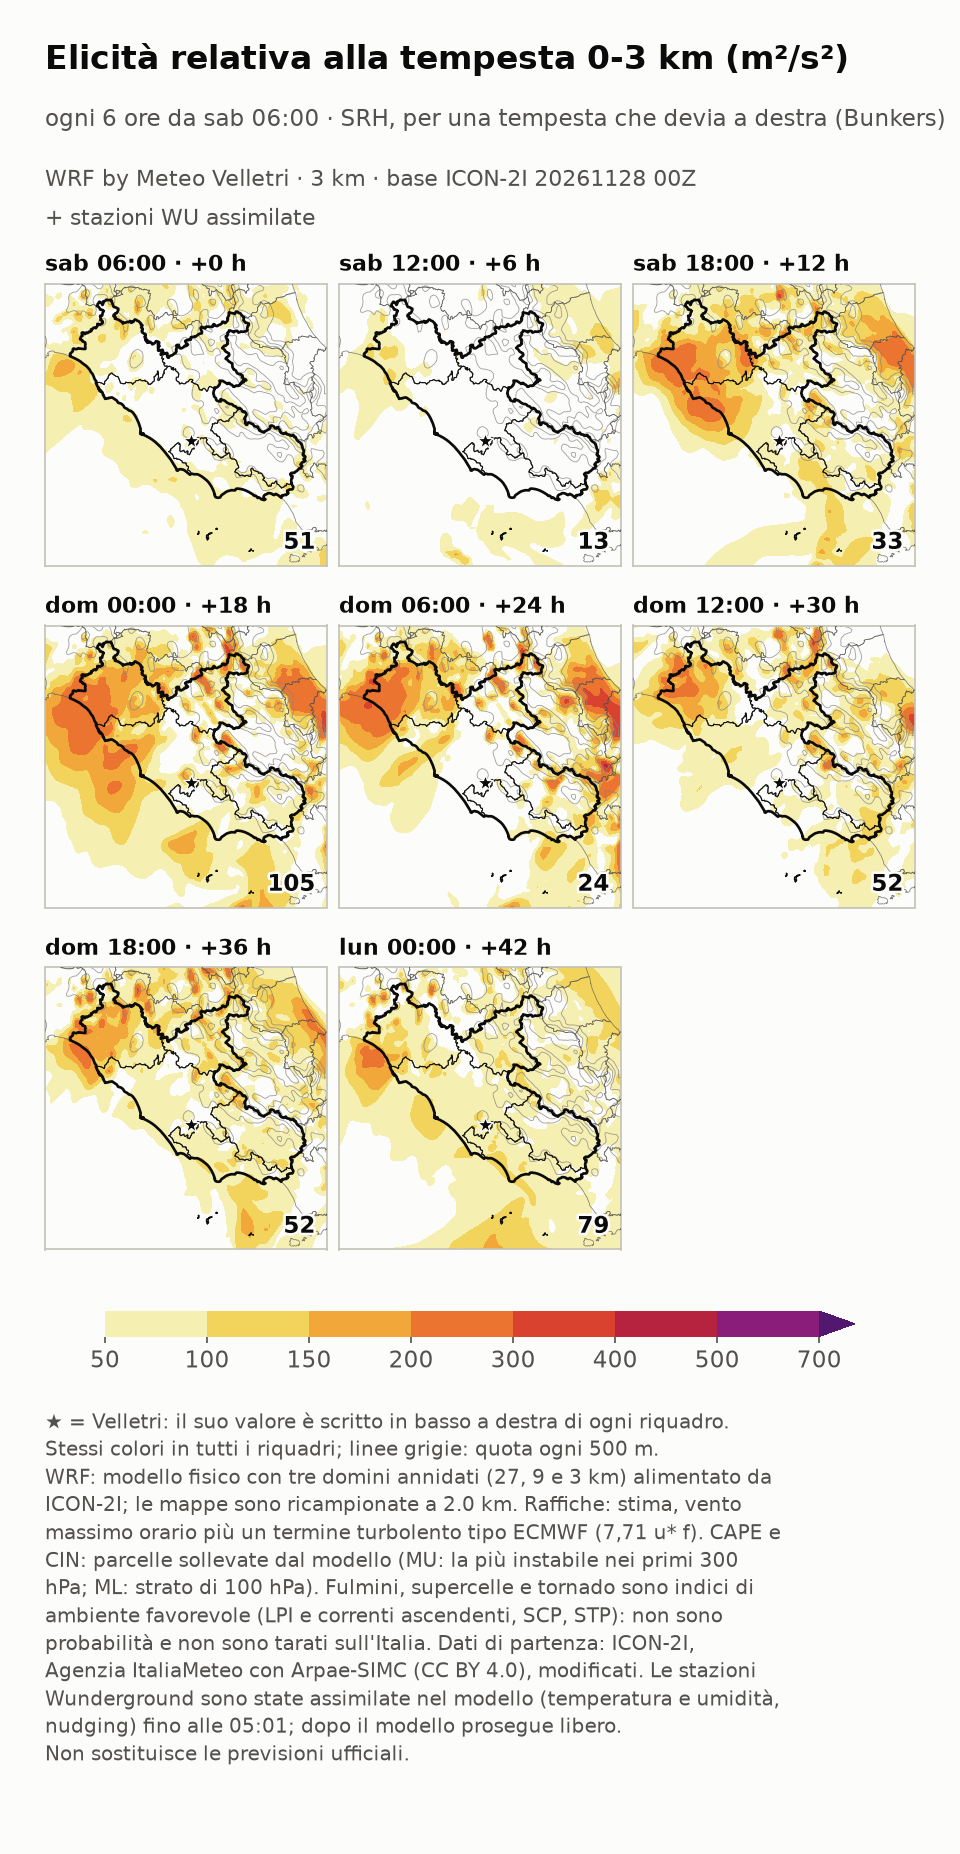 Elicità relativa alla tempesta 0-3 km (m²/s²)
ogni 6 ore da sab 06:00 · SRH, per una tempesta che devia a destra (Bunkers)
WRF by Meteo Velletri · 3 km · base ICON-2I 20261128 00Z
+ stazioni WU assimilate
sab 06:00 · +0 h
sab 12:00 · +6 h
sab 18:00 · +12 h
51
13
33
dom 00:00 · +18 h
dom 06:00 · +24 h
dom 12:00 · +30 h
105
24
52
dom 18:00 · +36 h
lun 00:00 · +42 h
52
79
50 100 150 200 300 400 500 700
★ = Velletri: il suo valore è scritto in basso a destra di ogni riquadro.
Stessi colori in tutti i riquadri; linee grigie: quota ogni 500 m.
WRF: modello fisico con tre domini annidati (27, 9 e 3 km) alimentato da
ICON-2I; le mappe sono ricampionate a 2.0 km. Raffiche: stima, vento
massimo orario più un termine turbolento tipo ECMWF (7,71 u* f). CAPE e
CIN: parcelle sollevate dal modello (MU: la più instabile nei primi 300
hPa; ML: strato di 100 hPa). Fulmini, supercelle e tornado sono indici di
ambiente favorevole (LPI e correnti ascendenti, SCP, STP): non sono
probabilità e non sono tarati sull'Italia. Dati di partenza: ICON-2I,
Agenzia ItaliaMeteo con Arpae-SIMC (CC BY 4.0), modificati. Le stazioni
Wunderground sono state assimilate nel modello (temperatura e umidità,
nudging) fino alle 05:01; dopo il modello prosegue libero.
Non sostituisce le previsioni ufficiali.